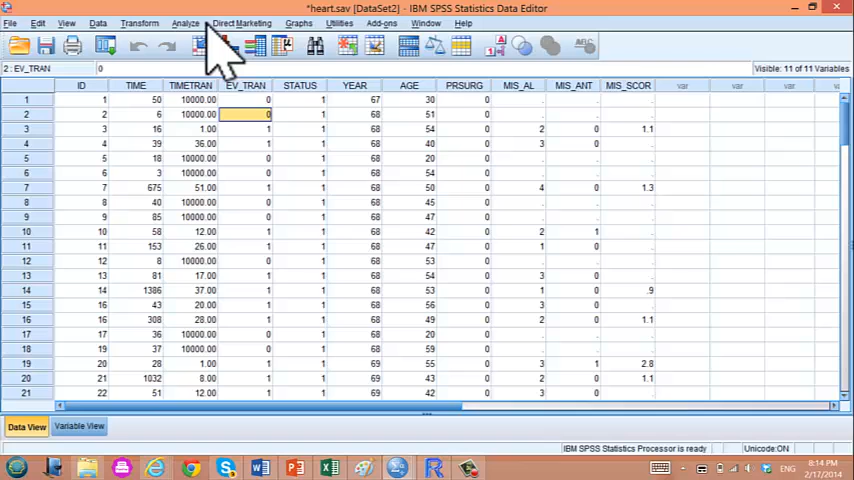 *heart.sav [DataSet2] - IBM SPSS Statistics Data Editor
File Edit View Data Transform Analyze Direct Marketing Graphs Utilities Add-ons Window Help
2 : EV_TRAN 0 Visible: 11 of 11 Variables
ID TIME TIMETRAN EV_TRAN STATUS YEAR AGE PRSURG MIS_AL MIS_ANT MIS_SCOR var var var
1 1 50 10000.00 0 1 67 30 0 . . .
2 2 6 10000.00 0 1 68 51 0 . . .
3 3 16 1.00 1 1 68 54 0 2 0 1.1
4 4 39 36.00 1 1 68 40 0 3 0 .
5 5 18 10000.00 0 1 68 20 0 . . .
6 6 3 10000.00 0 1 68 54 0 . . .
7 7 675 51.00 1 1 68 50 0 4 0 1.3
8 8 40 10000.00 0 1 68 45 0 . . .
9 9 85 10000.00 0 1 68 47 0 . . .
10 10 58 12.00 1 1 68 42 0 2 1 .
11 11 153 26.00 1 1 68 47 0 1 0 .
12 12 8 10000.00 0 1 68 53 0 . . .
13 13 81 17.00 1 1 68 54 0 3 0 .
14 14 1386 37.00 1 1 68 53 0 1 0 .9
15 16 43 20.00 1 1 68 56 0 3 0 .
16 16 308 28.00 1 1 68 49 0 2 0 1.1
17 17 36 10000.00 0 1 68 20 0 . . .
18 19 37 10000.00 0 1 68 59 0 . . .
19 20 28 1.00 1 1 69 55 0 3 1 2.8
20 21 1032 8.00 1 1 69 43 0 2 0 1.1
21 22 51 12.00 1 1 69 42 0 3 0 .
Data View Variable View
IBM SPSS Statistics Processor is ready Unicode:ON
ENG 8:14 PM
2/17/2014